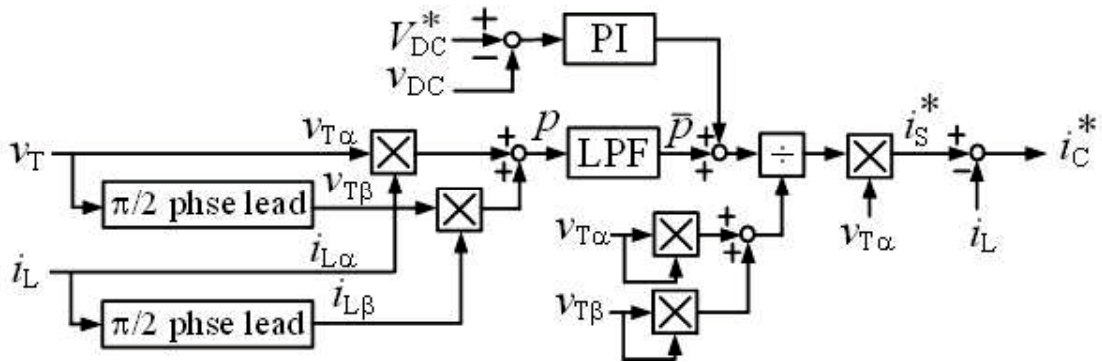 V*DC + − PI
vDC
vT vTα × + + p LPF p̄ + + ÷ × i*S + − i*C
π/2 phse lead vTβ ×
vTα × + + vTα iL
iL iLα
π/2 phse lead iLβ
vTβ ×